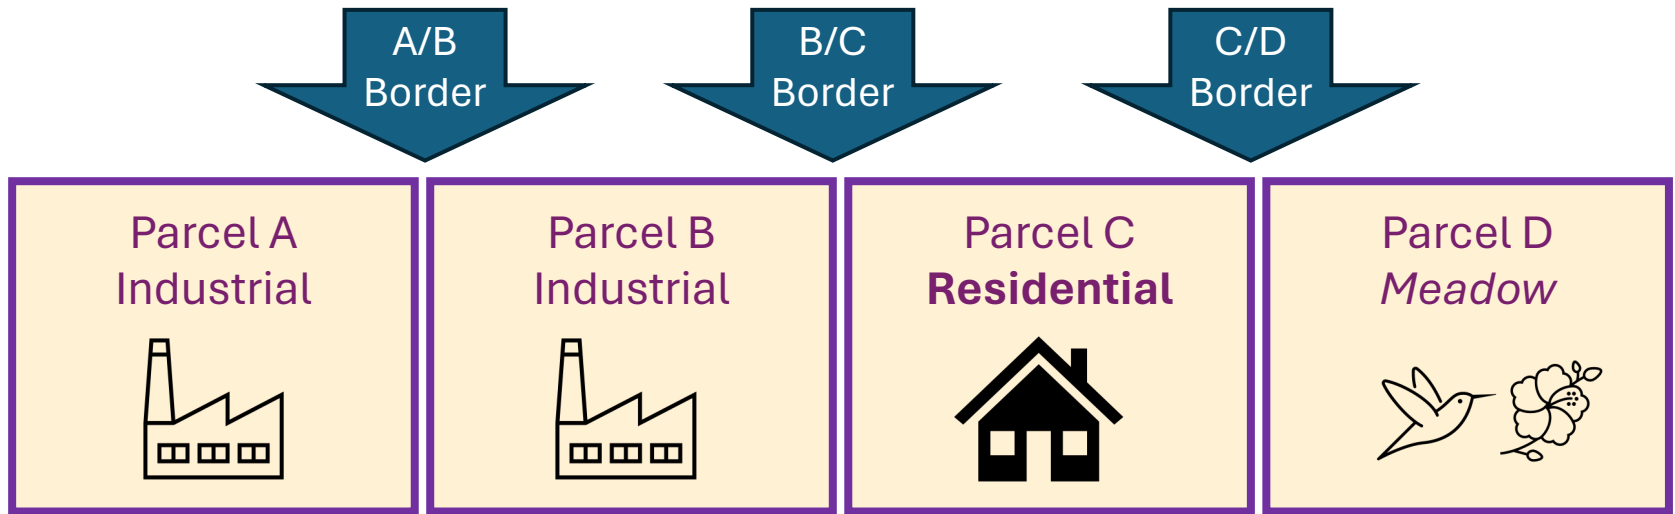 A/B
Border
B/C
Border
C/D
Border
Parcel A
Industrial
Parcel B
Industrial
Parcel C
Residential
Parcel D
Meadow